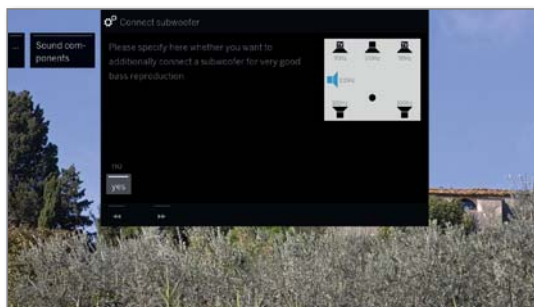 Connect subwoofer
...
Sound com-
ponents
Please specify here whether you want to
additionally connect a subwoofer for very good
bass reproduction.
no
yes